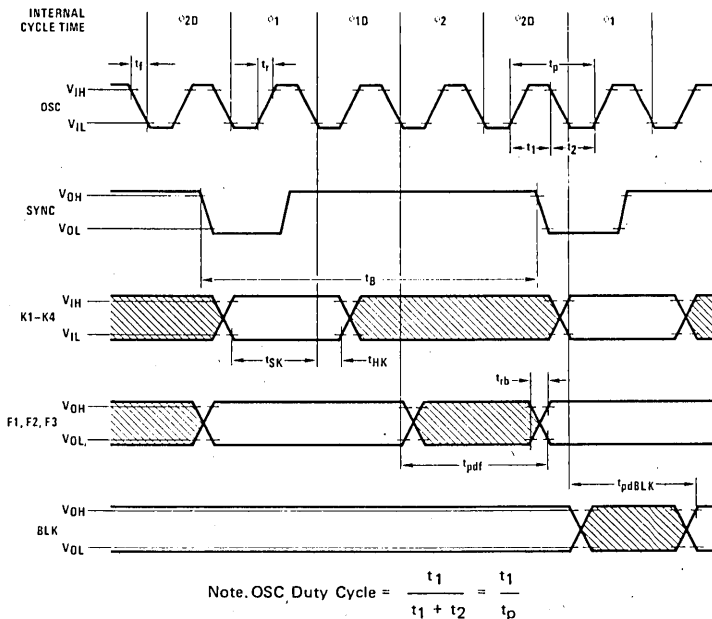 INTERNAL
CYCLE TIME
φ2D φ1 φ1D φ2 φ2D φ1
tf tr tp
VIH
OSC
VIL
t1 t2
VOH
SYNC
VOL
tB
VIH
K1-K4
VIL
tSK tHK
trb
VOH
F1, F2, F3
VOL
tpdf
tpdBLK
VOH
BLK
VOL
Note. OSC Duty Cycle = t1 / t1 + t2 = t1 / tp